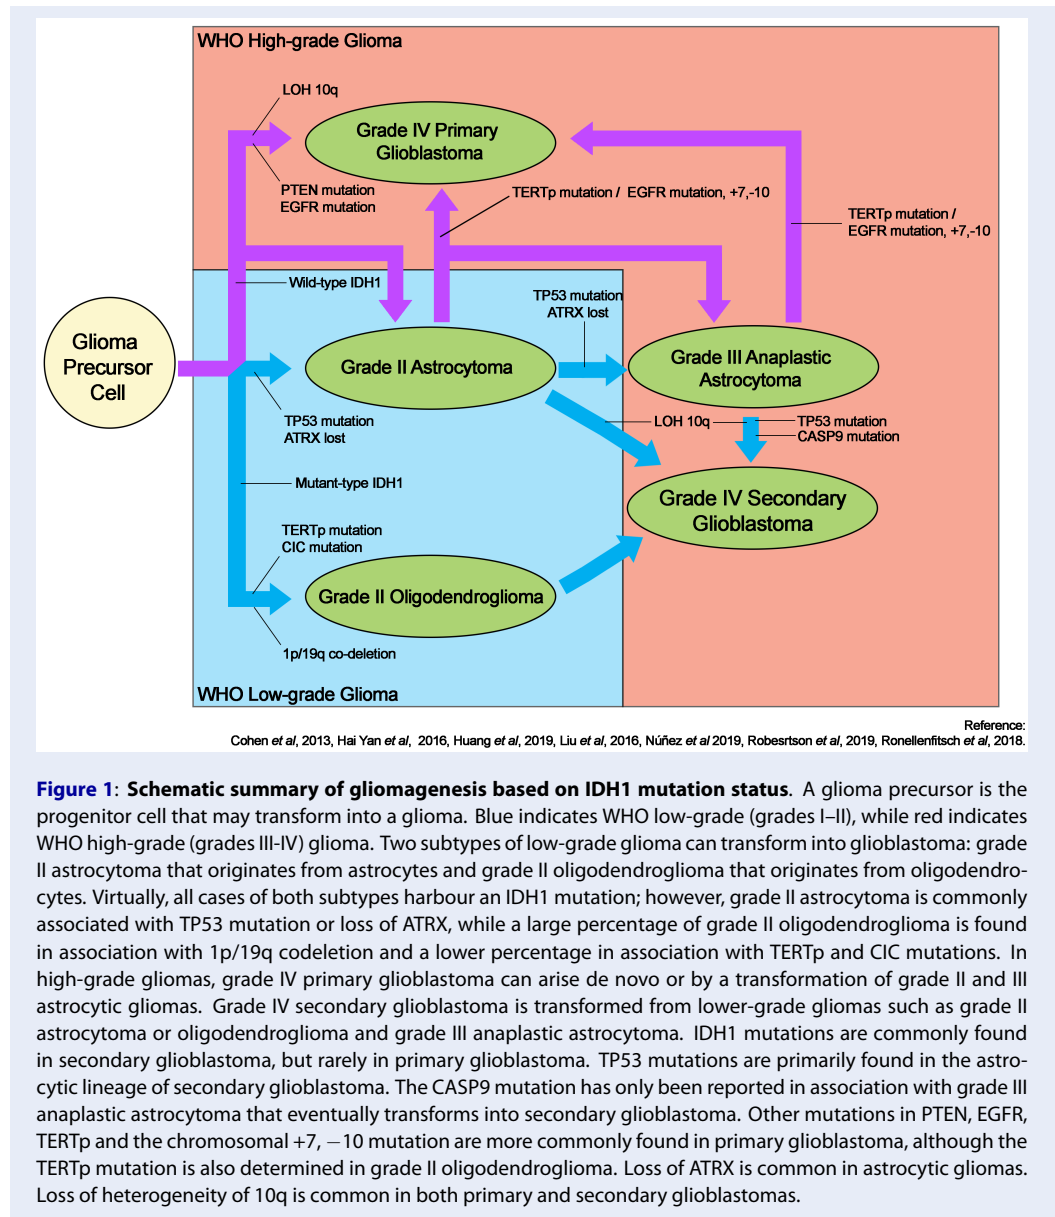 WHO High-grade Glioma
LOH 10q
Grade IV Primary
Glioblastoma
PTEN mutation
EGFR mutation
TERTp mutation /  EGFR mutation, +7,-10
TERTp mutation /
EGFR mutation, +7,-10
Wild-type IDH1
TP53 mutation
ATRX lost
Glioma
Precursor
Cell
Grade II Astrocytoma
Grade III Anaplastic
Astrocytoma
TP53 mutation
ATRX lost
LOH 10q
TP53 mutation
CASP9 mutation
Mutant-type IDH1
Grade IV Secondary
Glioblastoma
TERTp mutation
CIC mutation
Grade II Oligodendroglioma
1p/19q co-deletion
WHO Low-grade Glioma
Reference:
Cohen et al, 2013, Hai Yan et al,  2016, Huang et al, 2019, Liu et al, 2016, Núñez et al 2019, Robesrtson et al, 2019, Ronellenfitsch et al, 2018.
Figure 1: Schematic summary of gliomagenesis based on IDH1 mutation status. A glioma precursor is the
progenitor cell that may transform into a glioma. Blue indicates WHO low-grade (grades I–II), while red indicates
WHO high-grade (grades III-IV) glioma. Two subtypes of low-grade glioma can transform into glioblastoma: grade
II astrocytoma that originates from astrocytes and grade II oligodendroglioma that originates from oligodendro-
cytes. Virtually, all cases of both subtypes harbour an IDH1 mutation; however, grade II astrocytoma is commonly
associated with TP53 mutation or loss of ATRX, while a large percentage of grade II oligodendroglioma is found
in association with 1p/19q codeletion and a lower percentage in association with TERTp and CIC mutations. In
high-grade gliomas, grade IV primary glioblastoma can arise de novo or by a transformation of grade II and III
astrocytic gliomas. Grade IV secondary glioblastoma is transformed from lower-grade gliomas such as grade II
astrocytoma or oligodendroglioma and grade III anaplastic astrocytoma. IDH1 mutations are commonly found
in secondary glioblastoma, but rarely in primary glioblastoma. TP53 mutations are primarily found in the astro-
cytic lineage of secondary glioblastoma. The CASP9 mutation has only been reported in association with grade III
anaplastic astrocytoma that eventually transforms into secondary glioblastoma. Other mutations in PTEN, EGFR,
TERTp and the chromosomal +7, −10 mutation are more commonly found in primary glioblastoma, although the
TERTp mutation is also determined in grade II oligodendroglioma. Loss of ATRX is common in astrocytic gliomas.
Loss of heterogeneity of 10q is common in both primary and secondary glioblastomas.